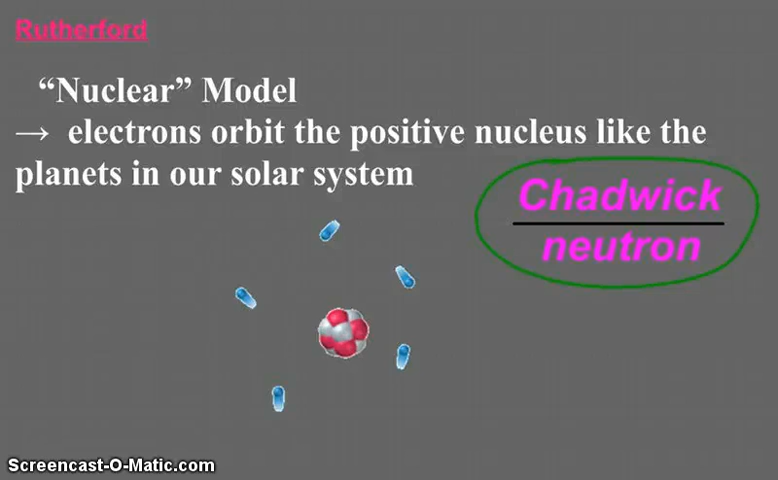 Rutherford
“Nuclear” Model
→ electrons orbit the positive nucleus like the
planets in our solar system
Chadwick
neutron
Screencast-O-Matic.com